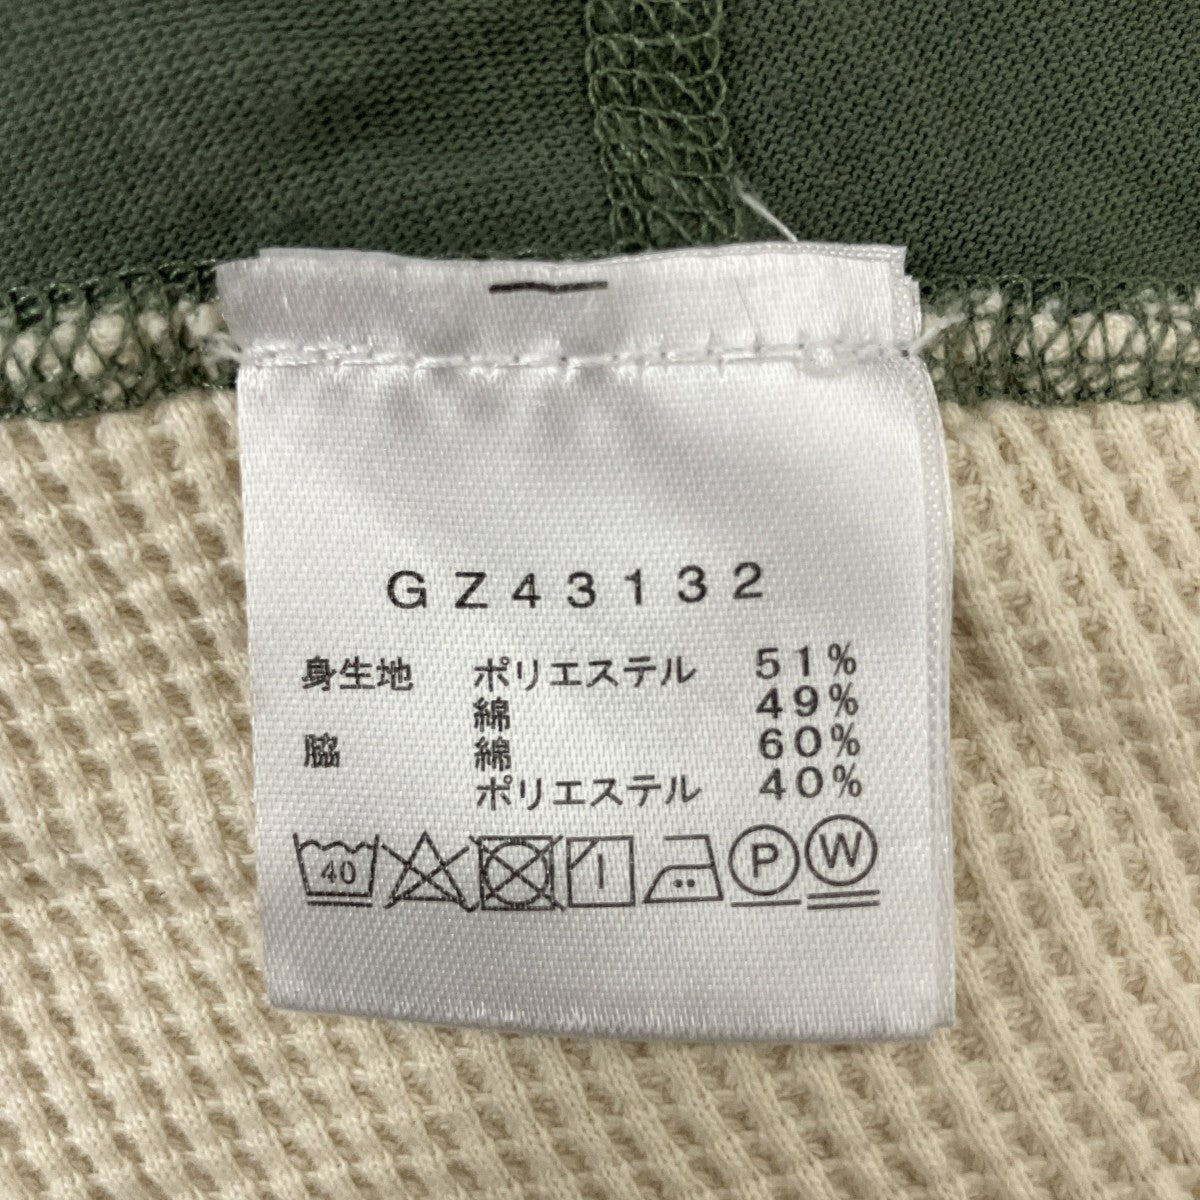 GZ43132
身生地 ポリエステル 51%
綿 49%
脇 綿 60%
ポリエステル 40%
40 P W